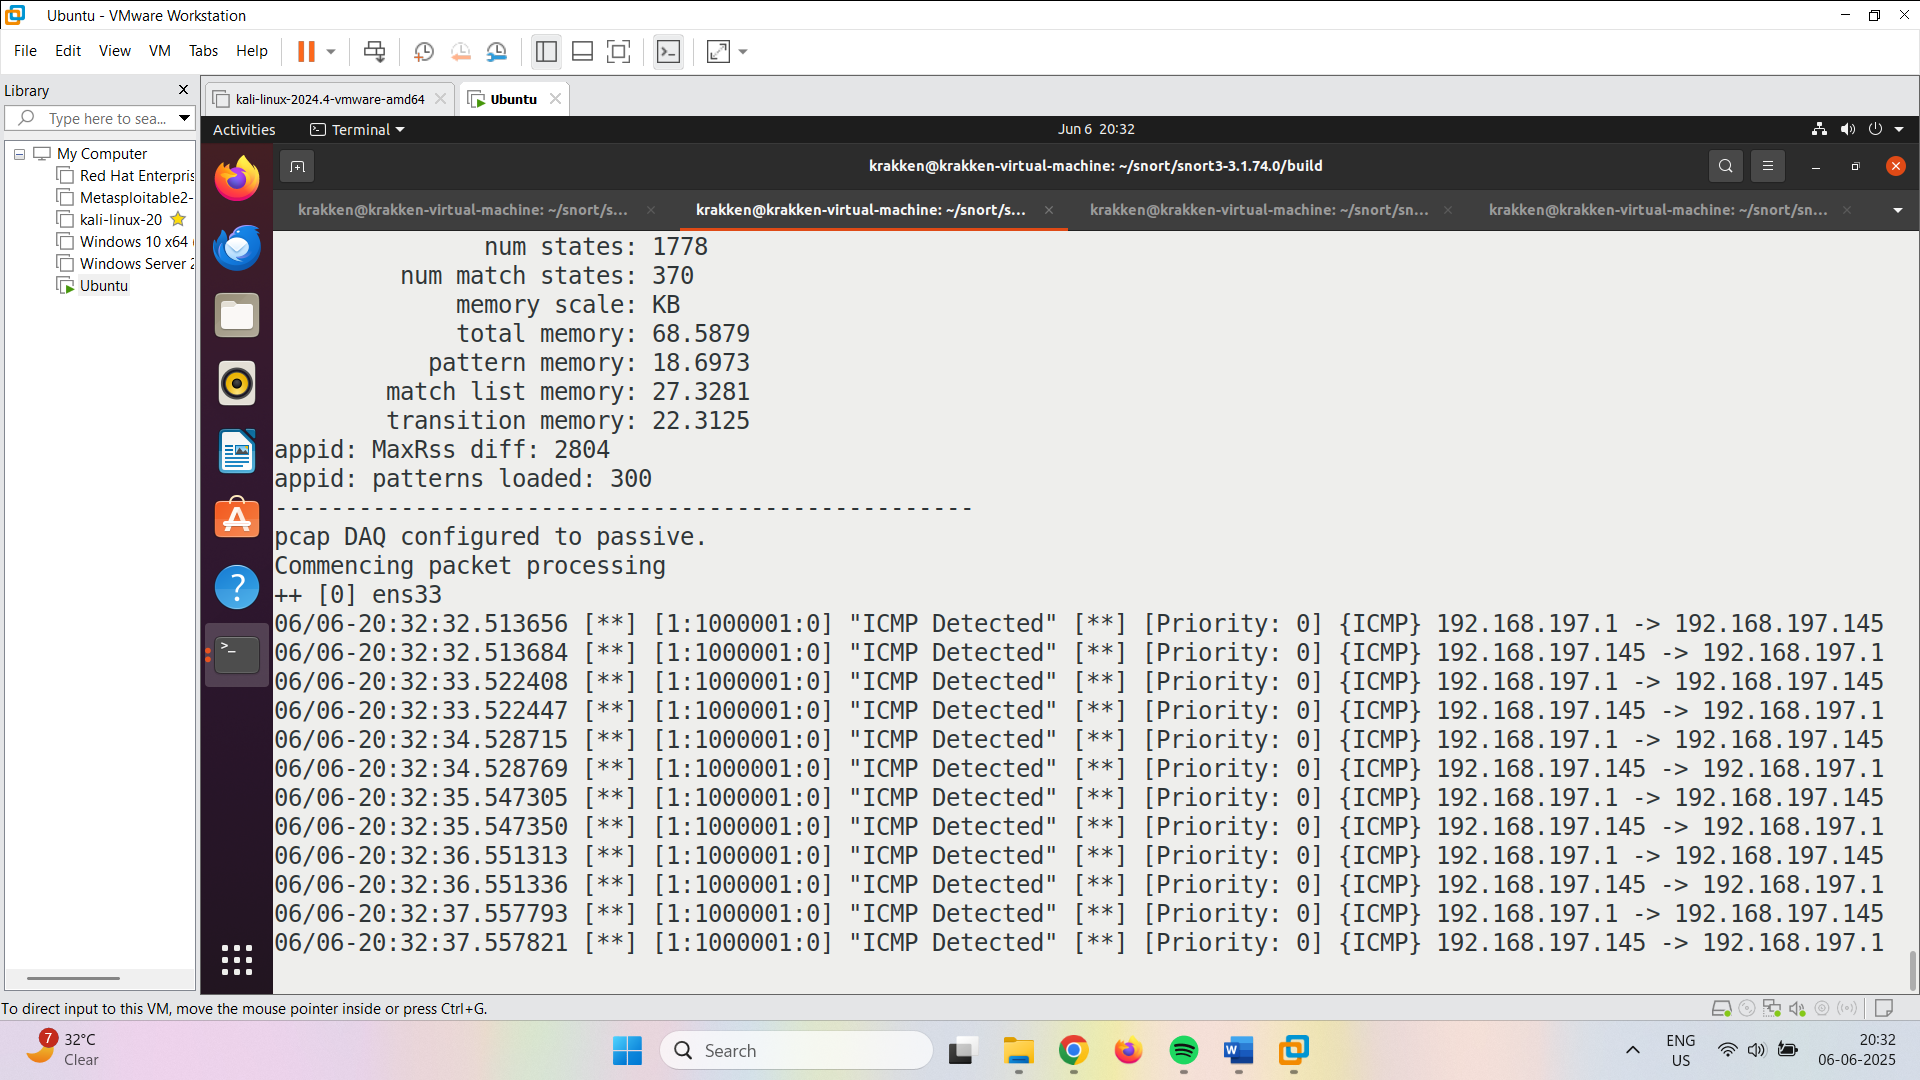 Ubuntu - VMware Workstation
File Edit View VM Tabs Help
Library
Type here to sea...
My Computer
Red Hat Enterpris
Metasploitable2-
kali-linux-20
Windows 10 x64
Windows Server 2
Ubuntu
kali-linux-2024.4-vmware-amd64
Ubuntu
Activities
Terminal
Jun 6 20:32
krakken@krakken-virtual-machine: ~/snort/snort3-3.1.74.0/build
krakken@krakken-virtual-machine: ~/snort/s...
krakken@krakken-virtual-machine: ~/snort/s...
krakken@krakken-virtual-machine: ~/snort/sn...
krakken@krakken-virtual-machine: ~/snort/sn...
num states: 1778
num match states: 370
memory scale: KB
total memory: 68.5879
pattern memory: 18.6973
match list memory: 27.3281
transition memory: 22.3125
appid: MaxRss diff: 2804
appid: patterns loaded: 300
--------------------------------------------------
pcap DAQ configured to passive.
Commencing packet processing
++ [0] ens33
06/06-20:32:32.513656 [**] [1:1000001:0] "ICMP Detected" [**] [Priority: 0] {ICMP} 192.168.197.1 -> 192.168.197.145
06/06-20:32:32.513684 [**] [1:1000001:0] "ICMP Detected" [**] [Priority: 0] {ICMP} 192.168.197.145 -> 192.168.197.1
06/06-20:32:33.522408 [**] [1:1000001:0] "ICMP Detected" [**] [Priority: 0] {ICMP} 192.168.197.1 -> 192.168.197.145
06/06-20:32:33.522447 [**] [1:1000001:0] "ICMP Detected" [**] [Priority: 0] {ICMP} 192.168.197.145 -> 192.168.197.1
06/06-20:32:34.528715 [**] [1:1000001:0] "ICMP Detected" [**] [Priority: 0] {ICMP} 192.168.197.1 -> 192.168.197.145
06/06-20:32:34.528769 [**] [1:1000001:0] "ICMP Detected" [**] [Priority: 0] {ICMP} 192.168.197.145 -> 192.168.197.1
06/06-20:32:35.547305 [**] [1:1000001:0] "ICMP Detected" [**] [Priority: 0] {ICMP} 192.168.197.1 -> 192.168.197.145
06/06-20:32:35.547350 [**] [1:1000001:0] "ICMP Detected" [**] [Priority: 0] {ICMP} 192.168.197.145 -> 192.168.197.1
06/06-20:32:36.551313 [**] [1:1000001:0] "ICMP Detected" [**] [Priority: 0] {ICMP} 192.168.197.1 -> 192.168.197.145
06/06-20:32:36.551336 [**] [1:1000001:0] "ICMP Detected" [**] [Priority: 0] {ICMP} 192.168.197.145 -> 192.168.197.1
06/06-20:32:37.557793 [**] [1:1000001:0] "ICMP Detected" [**] [Priority: 0] {ICMP} 192.168.197.1 -> 192.168.197.145
06/06-20:32:37.557821 [**] [1:1000001:0] "ICMP Detected" [**] [Priority: 0] {ICMP} 192.168.197.145 -> 192.168.197.1
To direct input to this VM, move the mouse pointer inside or press Ctrl+G.
7
32°C
Clear
Search
ENG
US
20:32
06-06-2025